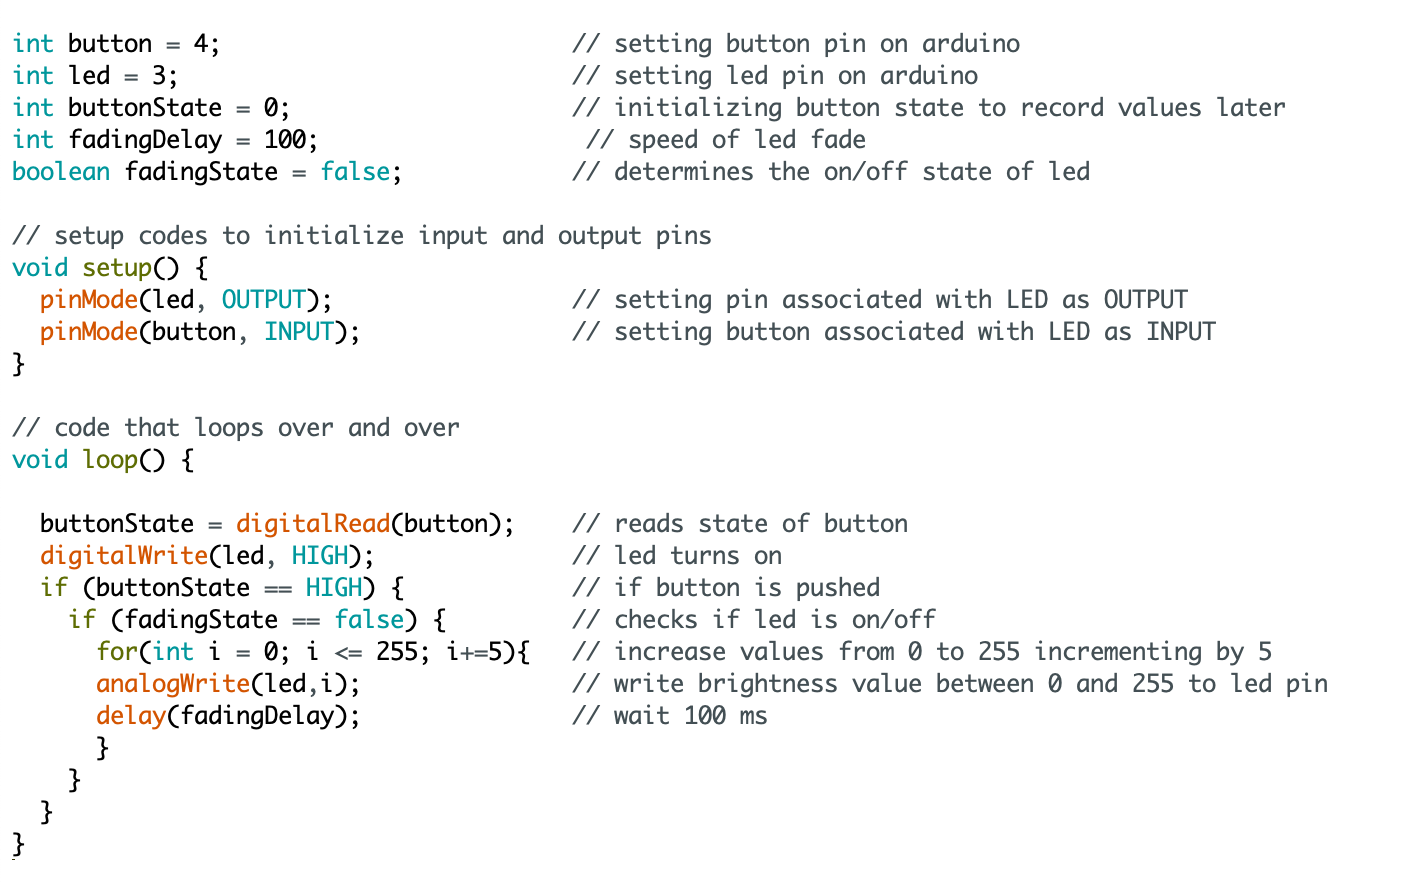 int button = 4;                         // setting button pin on arduino
int led = 3;                            // setting led pin on arduino
int buttonState = 0;                    // initializing button state to record values later
int fadingDelay = 100;                   // speed of led fade
boolean fadingState = false;            // determines the on/off state of led

// setup codes to initialize input and output pins
void setup() {
  pinMode(led, OUTPUT);                 // setting pin associated with LED as OUTPUT
  pinMode(button, INPUT);               // setting button associated with LED as INPUT
}

// code that loops over and over
void loop() {

  buttonState = digitalRead(button);    // reads state of button
  digitalWrite(led, HIGH);              // led turns on
  if (buttonState == HIGH) {            // if button is pushed
    if (fadingState == false) {         // checks if led is on/off
      for(int i = 0; i <= 255; i+=5){   // increase values from 0 to 255 incrementing by 5
      analogWrite(led,i);               // write brightness value between 0 and 255 to led pin
      delay(fadingDelay);               // wait 100 ms
      }
    }
  }
}